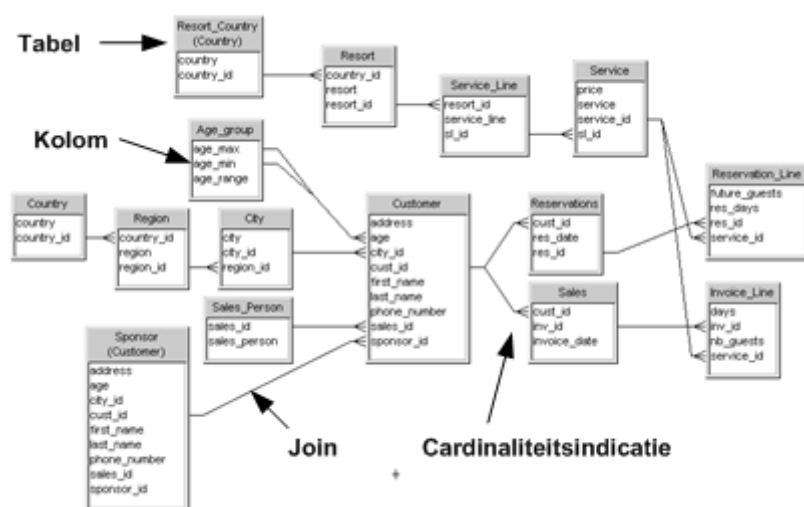 Tabel
Resort_Country
(Country)
country
country_id
Resort
country_id
resort
resort_id
Service_Line
resort_id
service_line
sl_id
Service
price
service
service_id
sl_id
Kolom
Age_group
age_max
age_min
age_range
Country
country
country_id
Region
country_id
region
region_id
City
city
city_id
region_id
Customer
address
age
city_id
cust_id
first_name
last_name
phone_number
sales_id
sponsor_id
Reservations
cust_id
res_date
res_id
Reservation_Line
future_guests
res_days
res_id
service_id
Sales_Person
sales_id
sales_person
Sales
cust_id
inv_id
invoice_date
Invoice_Line
days
inv_id
nb_guests
service_id
Sponsor
(Customer)
address
age
city_id
cust_id
first_name
last_name
phone_number
sales_id
sponsor_id
Join
Cardinaliteitsindicatie